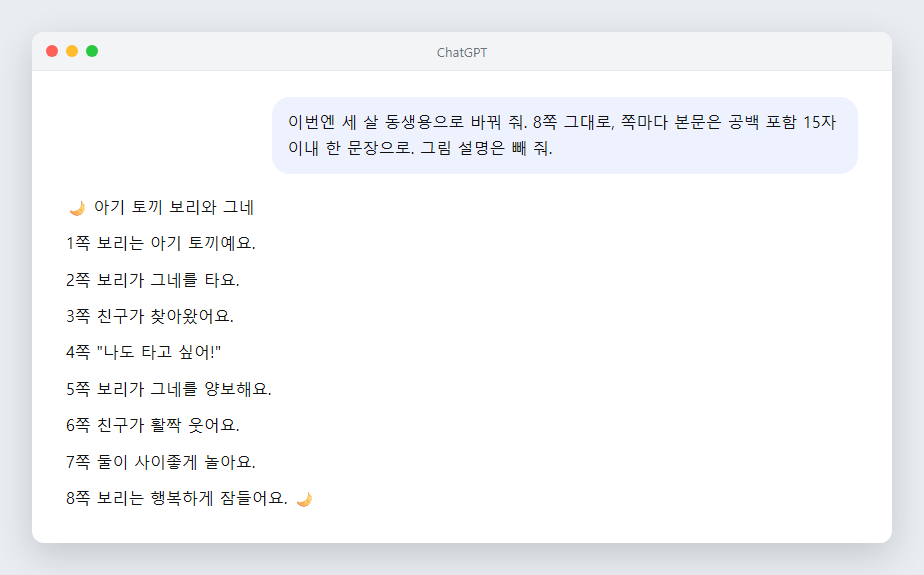 ChatGPT
이번엔 세 살 동생용으로 바꿔 줘. 8쪽 그대로, 쪽마다 본문은 공백 포함 15자
이내 한 문장으로. 그림 설명은 빼 줘.
🌙 아기 토끼 보리와 그네
1쪽 보리는 아기 토끼예요.
2쪽 보리가 그네를 타요.
3쪽 친구가 찾아왔어요.
4쪽 "나도 타고 싶어!"
5쪽 보리가 그네를 양보해요.
6쪽 친구가 활짝 웃어요.
7쪽 둘이 사이좋게 놀아요.
8쪽 보리는 행복하게 잠들어요. 🌙